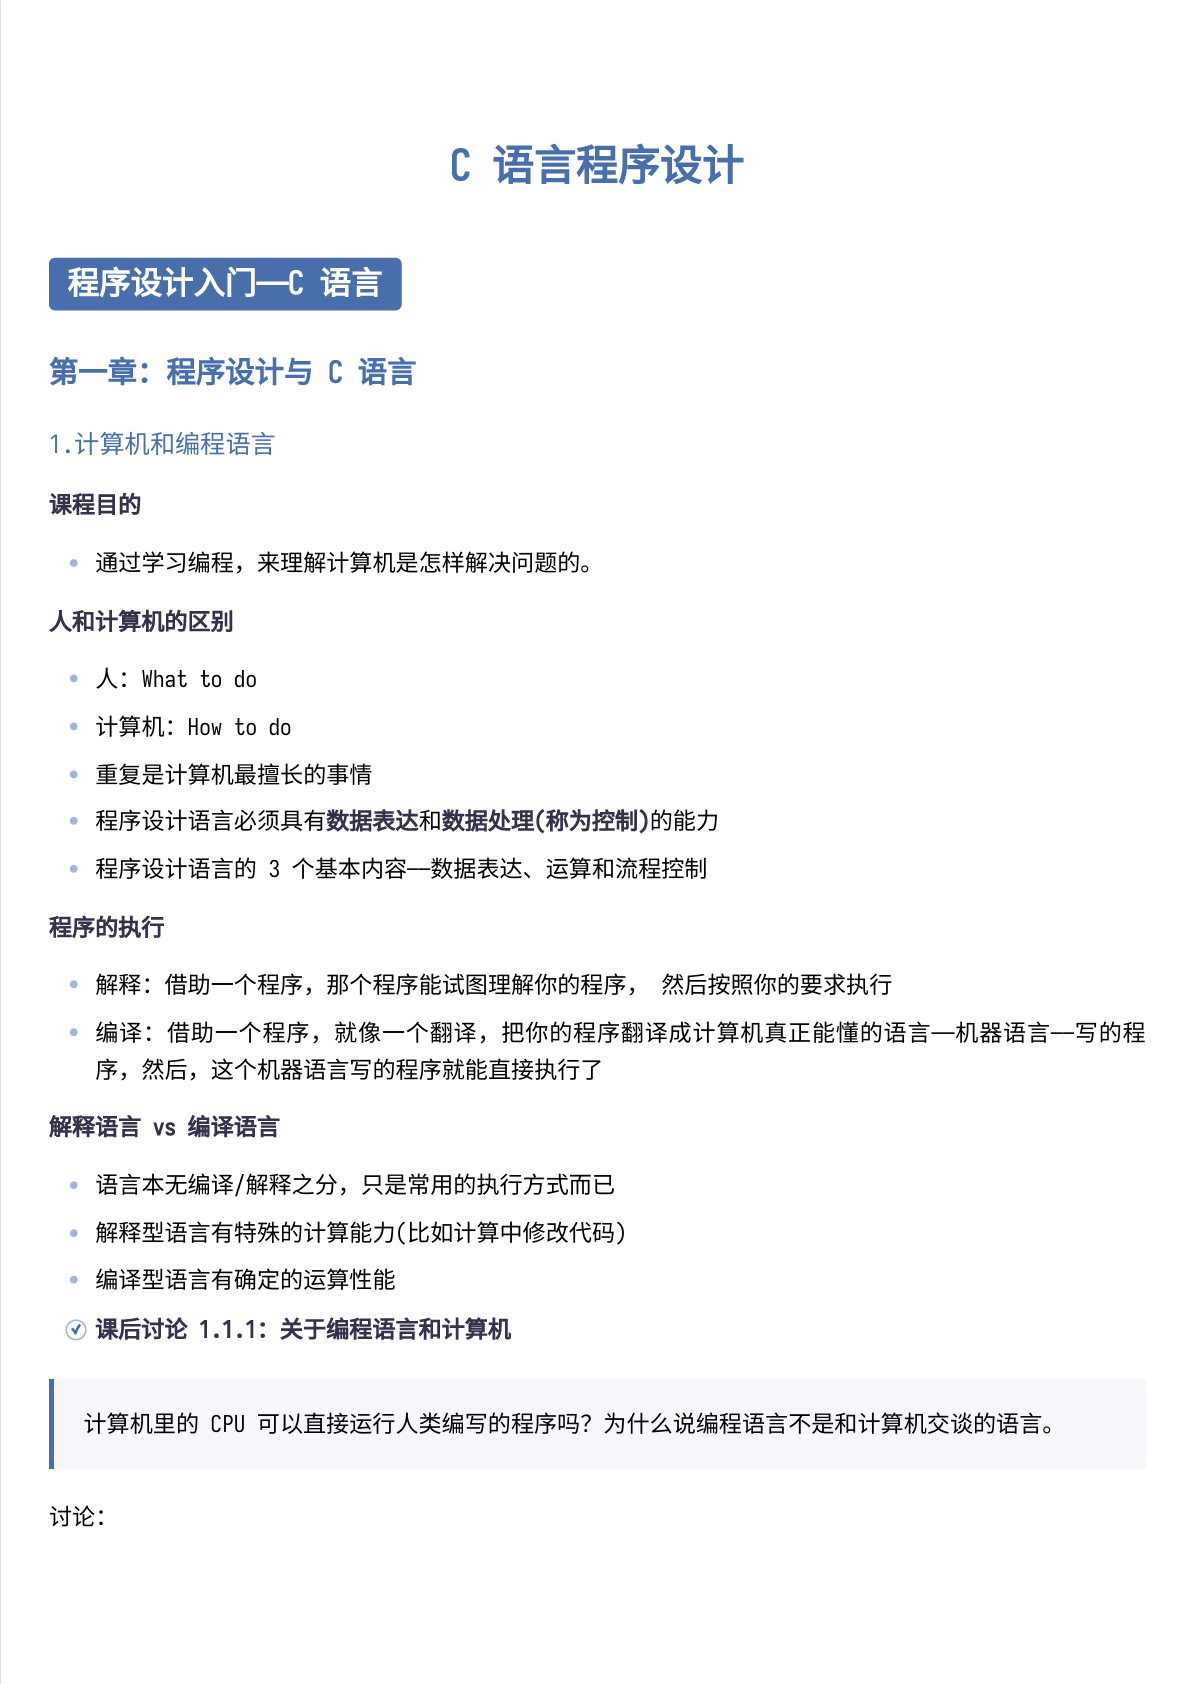 C 语言程序设计
程序设计入门—C 语言
第一章：程序设计与 C 语言
1.计算机和编程语言
课程目的
通过学习编程，来理解计算机是怎样解决问题的。
人和计算机的区别
人：What to do
计算机：How to do
重复是计算机最擅长的事情
程序设计语言必须具有数据表达和数据处理(称为控制)的能力
程序设计语言的 3 个基本内容——数据表达、运算和流程控制
程序的执行
解释：借助一个程序，那个程序能试图理解你的程序， 然后按照你的要求执行
编译：借助一个程序，就像一个翻译，把你的程序翻译成计算机真正能懂的语言—机器语言——写的程
序，然后，这个机器语言写的程序就能直接执行了
解释语言 vs 编译语言
语言本无编译/解释之分，只是常用的执行方式而已
解释型语言有特殊的计算能力(比如计算中修改代码)
编译型语言有确定的运算性能
课后讨论 1.1.1：关于编程语言和计算机
计算机里的 CPU 可以直接运行人类编写的程序吗？为什么说编程语言不是和计算机交谈的语言。
讨论：